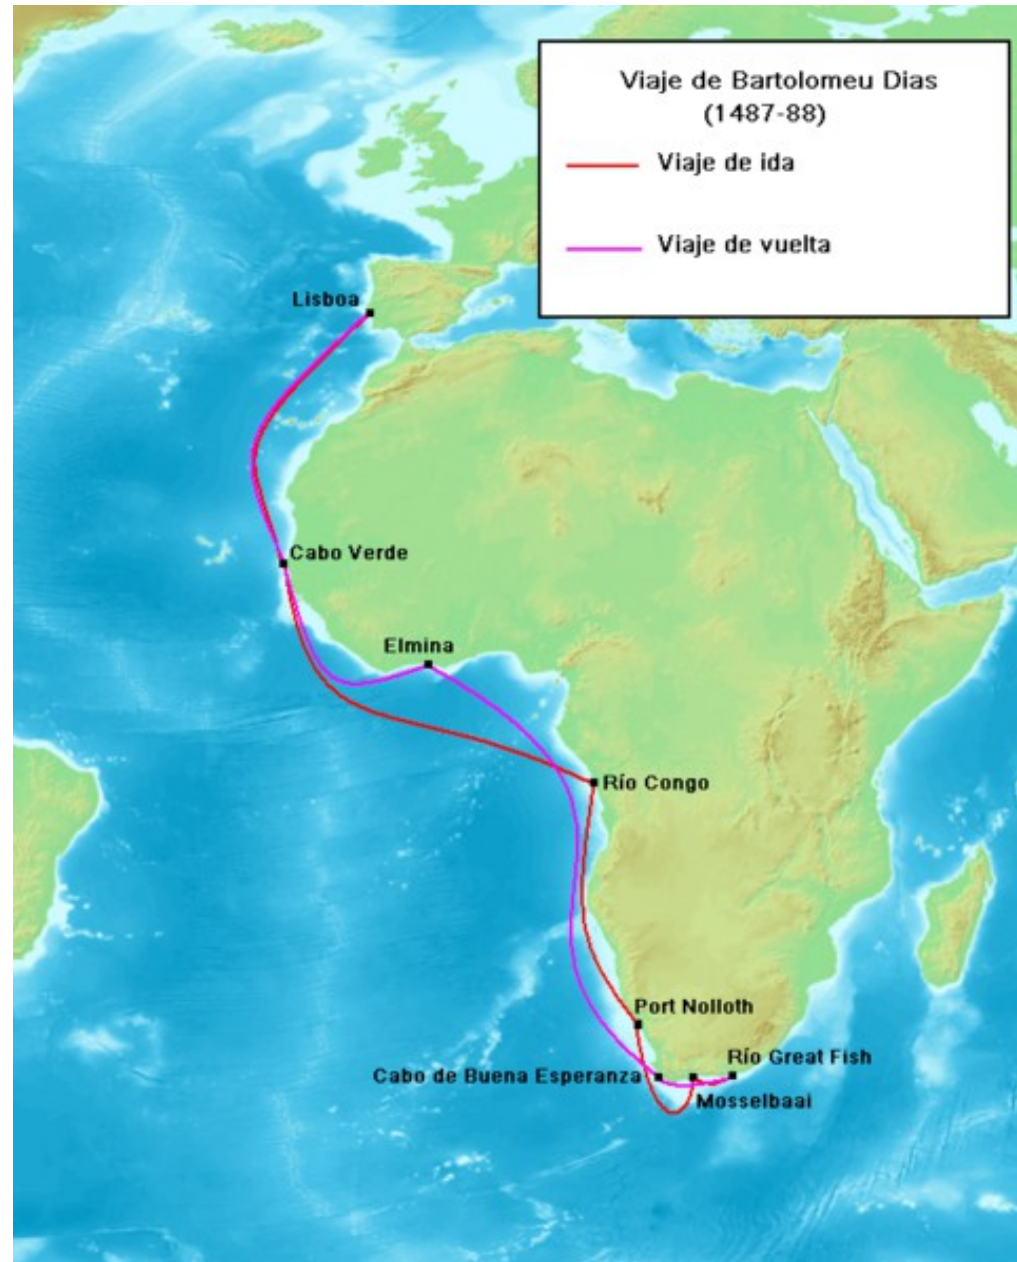 Viaje de Bartolomeu Dias
(1487-88)
Viaje de ida
Viaje de vuelta
Lisboa
Cabo Verde
Elmina
Río Congo
Port Nolloth
Río Great Fish
Cabo de Buena Esperanza
Mosselbaai